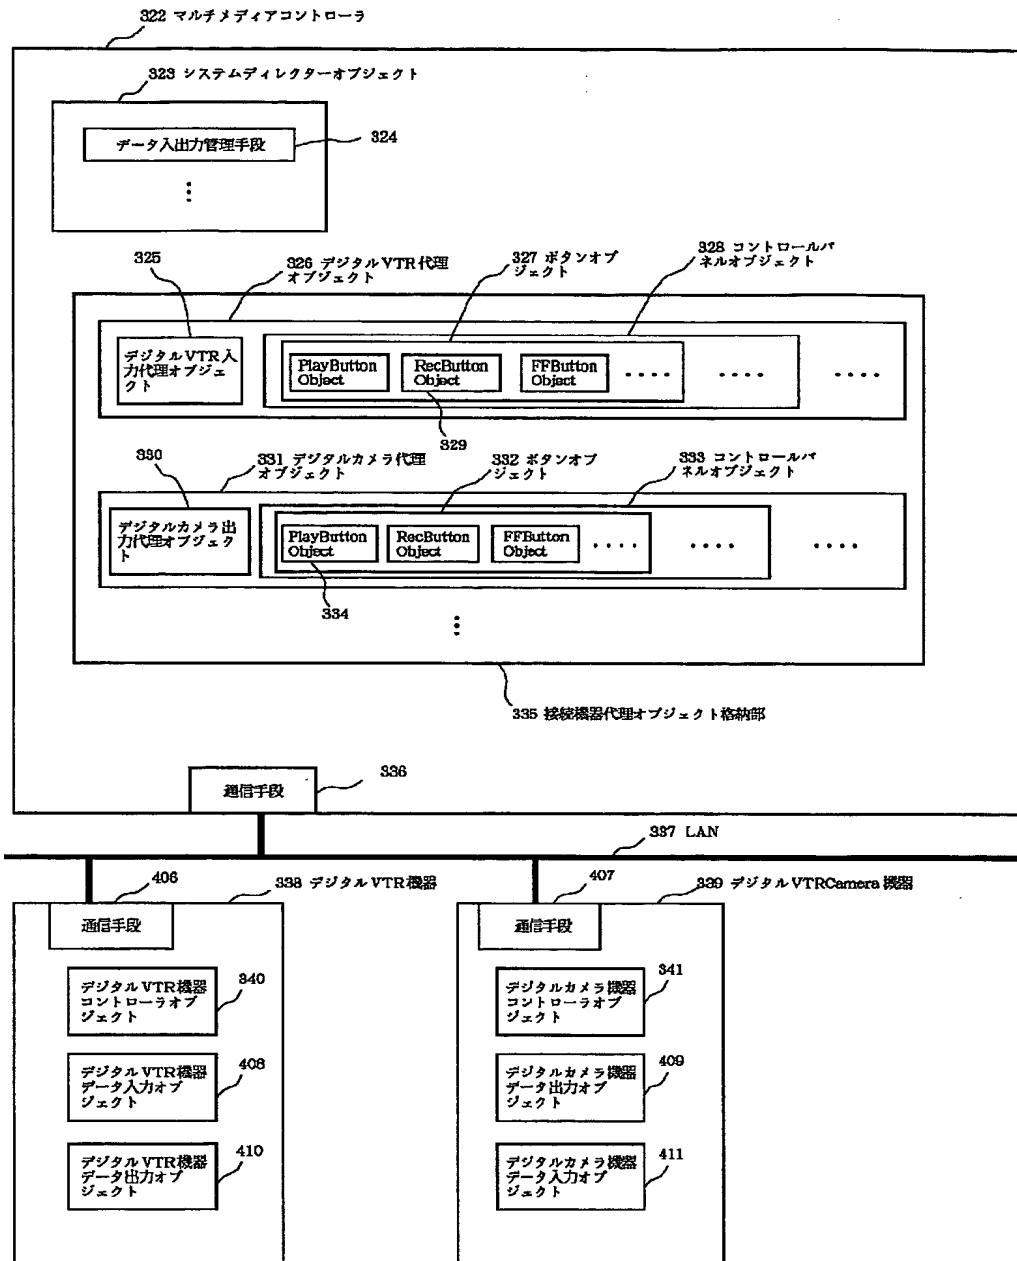 322 マルチメディアコントローラ
323 システムディレクターオブジェクト
データ入出力管理手段
324
325
326 デジタルVTR代理
オブジェクト
327 ボタンオブ
ジェクト
328 コントロールパ
ネルオブジェクト
デジタルVTR入
力代理オブジェ
クト
PlayButton
Object
RecButton
Object
FFButton
Object
329
330
331 デジタルカメラ代理
オブジェクト
332 ボタンオブ
ジェクト
333 コントロールパ
ネルオブジェクト
デジタルカメラ出
力代理オブジェク
ト
PlayButton
Object
RecButton
Object
FFButton
Object
334
335 接続機器代理オブジェクト格納部
通信手段
336
337 LAN
406
338 デジタルVTR機器
407
339 デジタルVTRCamera機器
通信手段
通信手段
デジタルVTR機器
コントローラオブ
ジェクト
340
デジタルカメラ機器
コントローラオブ
ジェクト
341
デジタルVTR機器
データ入力オブ
ジェクト
408
デジタルカメラ機器
データ出力オブ
ジェクト
409
デジタルVTR機器
データ出力オブ
ジェクト
410
デジタルカメラ機器
データ入力オブ
ジェクト
411